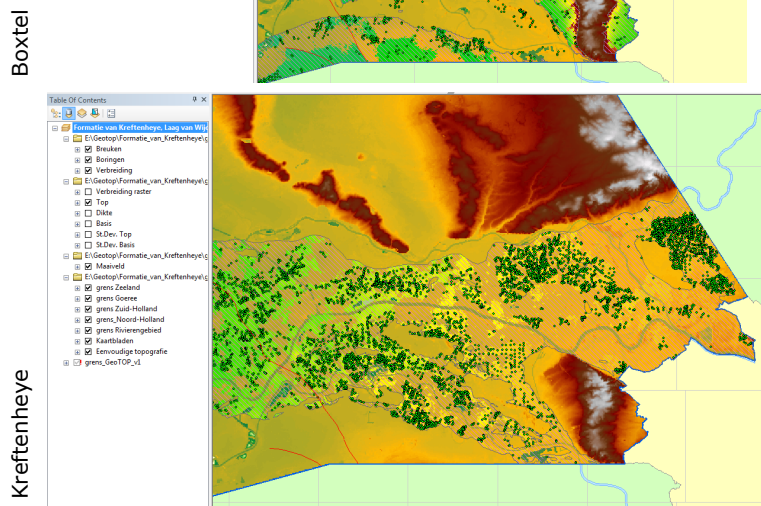 Boxtel
Table Of Contents
Formatie van Kreftenheye, Laag van Wijc
E:\Geotop\Formatie_van_Kreftenheye\g
Breuken
Boringen
Verbreiding
E:\Geotop\Formatie_van_Kreftenheye\g
Verbreiding raster
Top
Dikte
Basis
St.Dev. Top
St.Dev. Basis
E:\Geotop\Formatie_van_Kreftenheye\g
Maaiveld
E:\Geotop\Formatie_van_Kreftenheye\g
grens Zeeland
grens Goeree
grens Zuid-Holland
grens_Noord-Holland
grens Rivierengebied
Kaartbladen
Eenvoudige topografie
grens_GeoTOP_v1
Kreftenheye